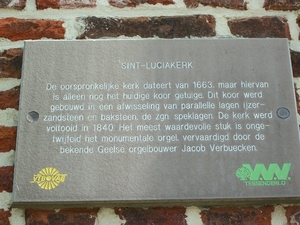 SINT-LUCIAKERK
De oorspronkelijke kerk dateert van 1663, maar hiervan
is alleen nog het huidige koor getuige. Dit koor werd
gebouwd in een afwisseling van parallelle lagen ijzer-
zandsteen en baksteen, de zgn speklagen. De kerk werd
voltooid in 1840. Het meest waardevolle stuk is onge-
twijfeld het monumentale orgel, vervaardigd door de
bekende Geelse orgelbouwer Jacob Verbuecken.
VVV